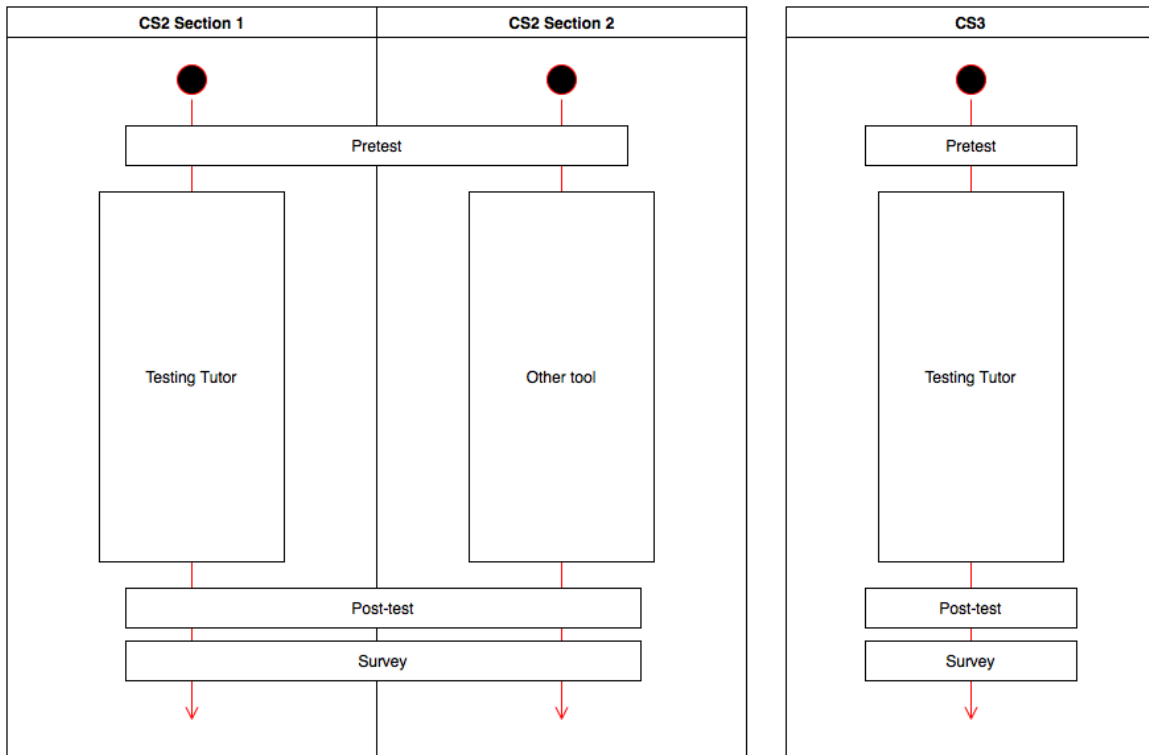 CS2 Section 1
CS2 Section 2
CS3
Pretest
Pretest
Testing Tutor
Other tool
Testing Tutor
Post-test
Post-test
Survey
Survey